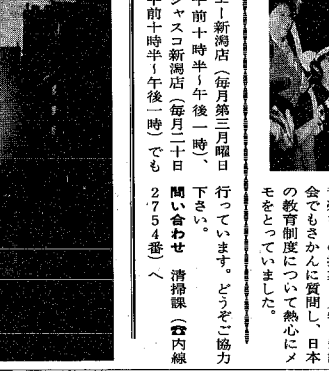 会でもさかんに質問し、日本
の教育制度について熱心にメ
モをとっていました。
エー新潟店（毎月第三月曜日
午前十時半～午後一時）、
ジャスコ新潟店（毎月二十日
午前十時半～午後一時）でも
行っています。どうぞご協力
下さい。
問い合わせ　清掃課（☎内線
2754番）へ